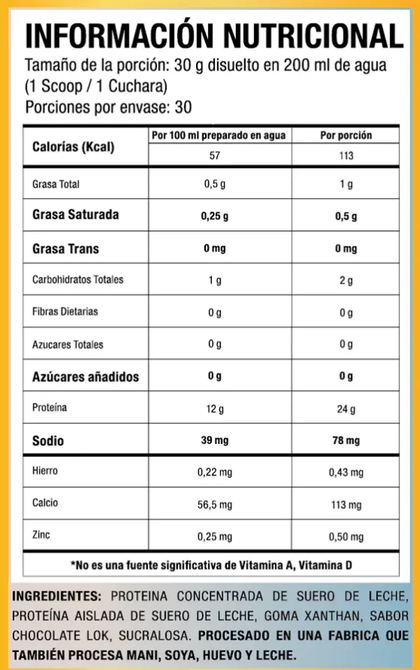 INFORMACIÓN NUTRICIONAL
Tamaño de la porción: 30 g disuelto en 200 ml de agua
(1 Scoop / 1 Cuchara)
Porciones por envase: 30
Calorías (Kcal) Por 100 ml preparado en agua Por porción
57 113
Grasa Total 0,5 g 1 g
Grasa Saturada 0,25 g 0,5 g
Grasa Trans 0 mg 0 mg
Carbohidratos Totales 1 g 2 g
Fibras Dietarias 0 g 0 g
Azucares Totales 0 g 0 g
Azúcares añadidos 0 g 0 g
Proteína 12 g 24 g
Sodio 39 mg 78 mg
Hierro 0,22 mg 0,43 mg
Calcio 56,5 mg 113 mg
Zinc 0,25 mg 0,50 mg
*No es una fuente significativa de Vitamina A, Vitamina D
INGREDIENTES: PROTEINA CONCENTRADA DE SUERO DE LECHE,
PROTEÍNA AISLADA DE SUERO DE LECHE, GOMA XANTHAN, SABOR
CHOCOLATE LOK, SUCRALOSA. PROCESADO EN UNA FABRICA QUE
TAMBIÉN PROCESA MANI, SOYA, HUEVO Y LECHE.